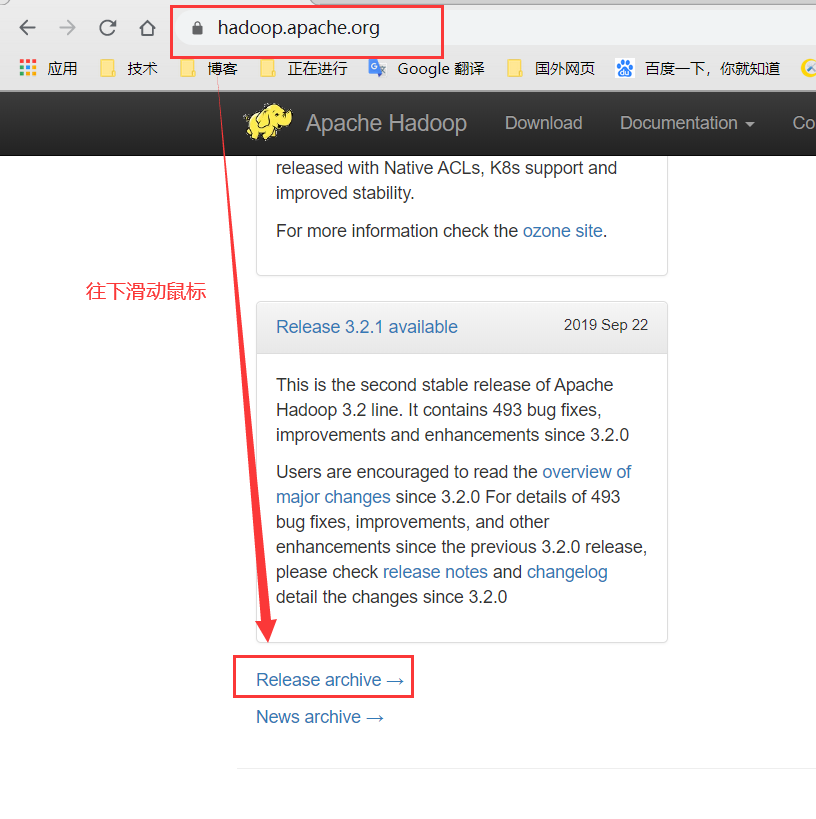 hadoop.apache.org
应用 技术 博客 正在进行 Google 翻译 国外网页 百度一下，你就知道
Apache Hadoop Download Documentation Co
released with Native ACLs, K8s support and
improved stability.
For more information check the ozone site.
往下滑动鼠标
Release 3.2.1 available 2019 Sep 22
This is the second stable release of Apache
Hadoop 3.2 line. It contains 493 bug fixes,
improvements and enhancements since 3.2.0
Users are encouraged to read the overview of
major changes since 3.2.0 For details of 493
bug fixes, improvements, and other
enhancements since the previous 3.2.0 release,
please check release notes and changelog
detail the changes since 3.2.0
Release archive →
News archive →